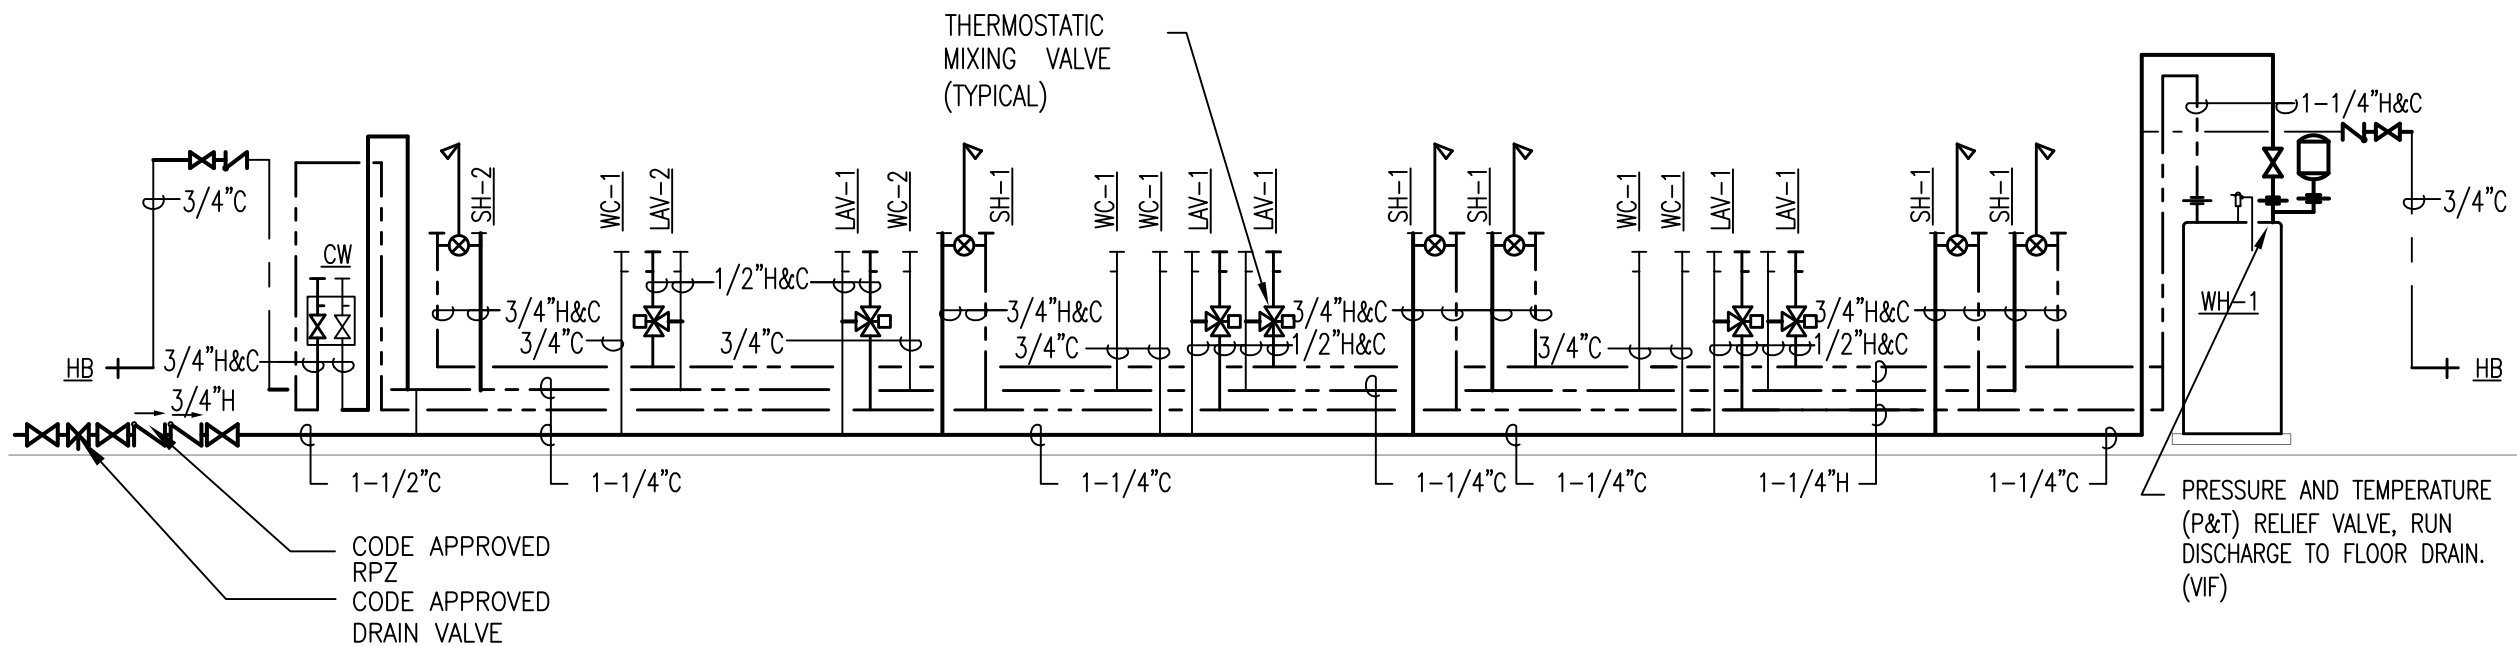 THERMOSTATIC
MIXING VALVE
(TYPICAL)
1-1/4"H&C
3/4"C
3/4"C
CW
SH-2
WC-1
LAV-2
LAV-1
WC-2
SH-1
WC-1
WC-1
LAV-1
LAV-1
SH-1
SH-1
WC-1
WC-1
LAV-1
LAV-1
SH-1
SH-1
1/2"H&C
3/4"H&C
3/4"C
3/4"C
3/4"H&C
3/4"C
3/4"H&C
1/2"H&C
3/4"C
3/4"H&C
1/2"H&C
WH-1
HB
3/4"H&C
3/4"H
HB
1-1/2"C
1-1/4"C
1-1/4"C
1-1/4"C
1-1/4"C
1-1/4"H
1-1/4"C
PRESSURE AND TEMPERATURE
(P&T) RELIEF VALVE, RUN
DISCHARGE TO FLOOR DRAIN.
(VIF)
CODE APPROVED
RPZ
CODE APPROVED
DRAIN VALVE